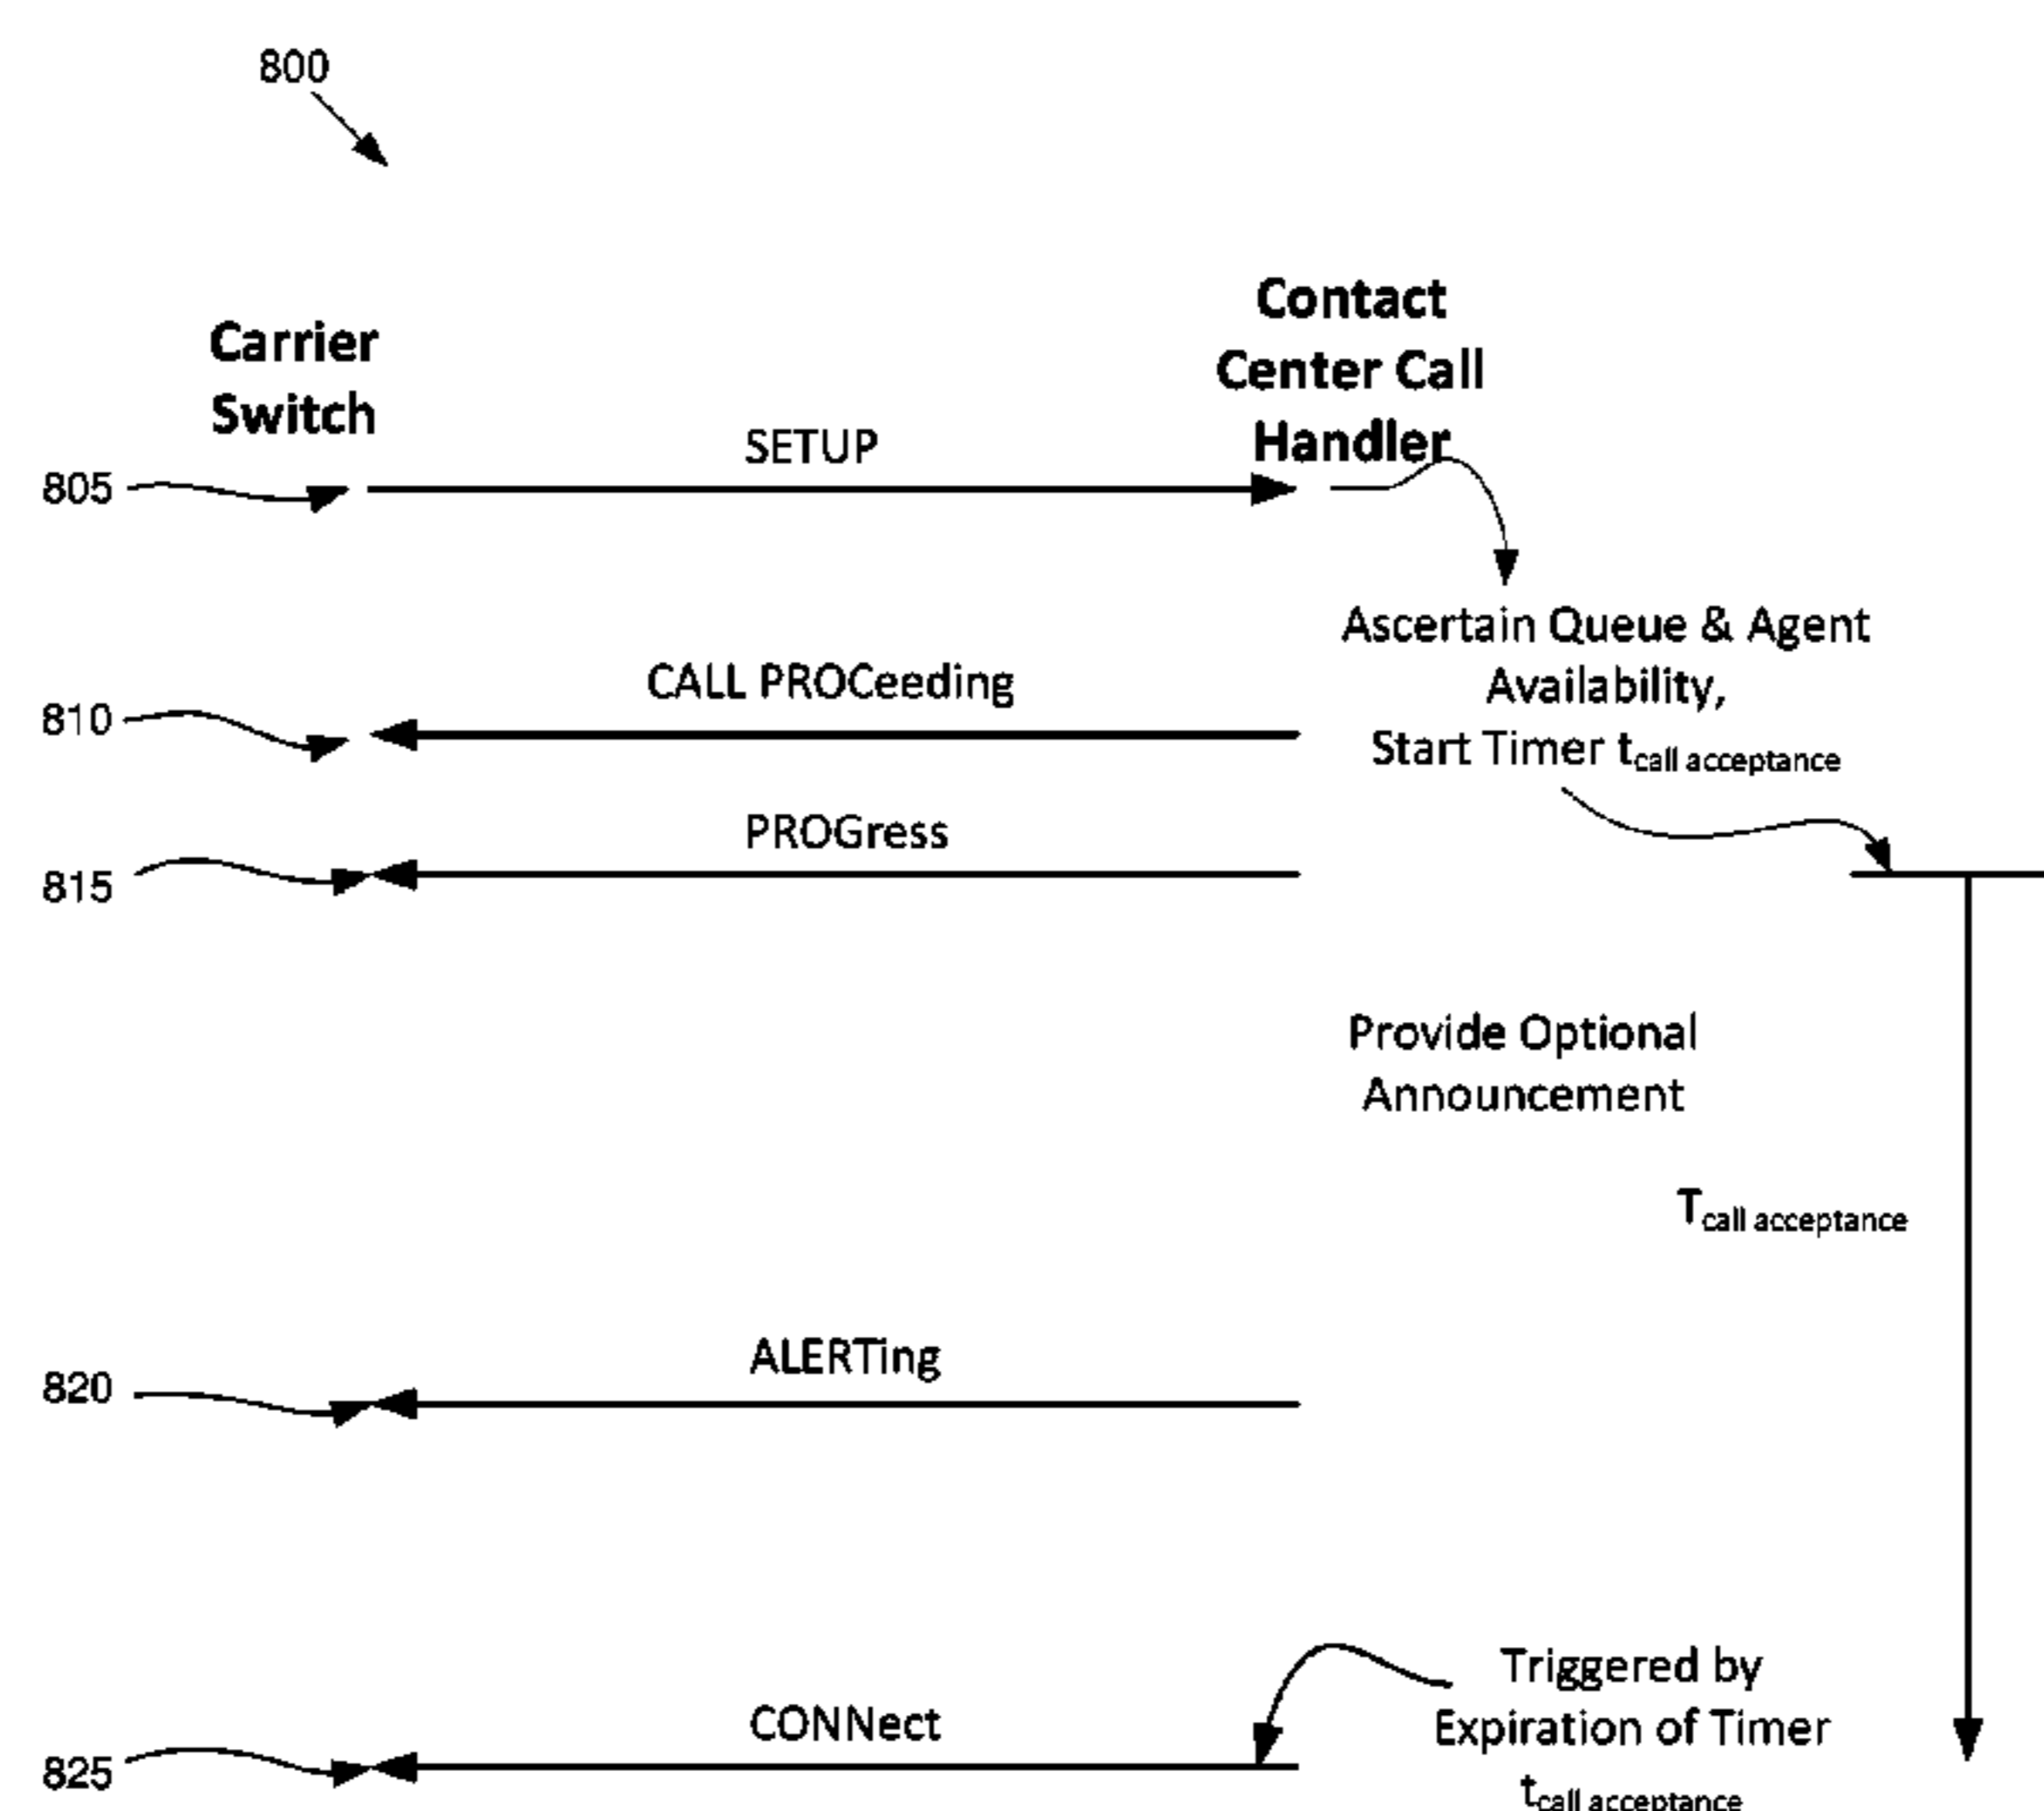 800
Carrier
Switch
Contact
Center Call
Handler
805
SETUP
Ascertain Queue & Agent
Availability,
Start Timer tcall acceptance
810
CALL PROCeeding
815
PROGress
Provide Optional
Announcement
Tcall acceptance
820
ALERTing
825
CONNect
Triggered by
Expiration of Timer
tcall acceptance